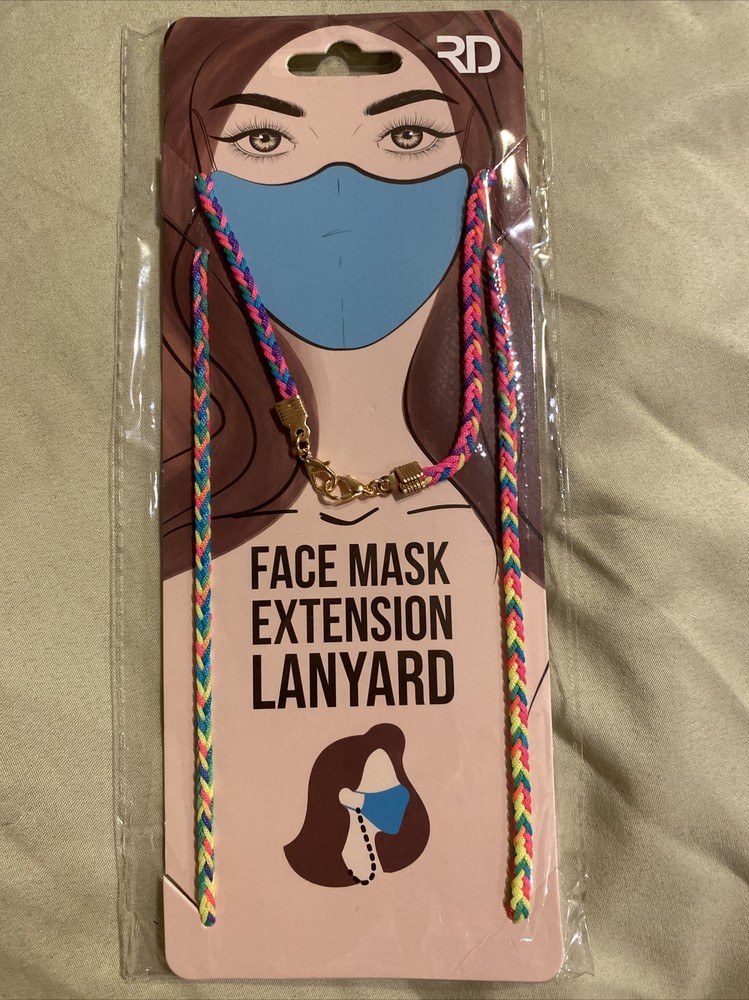 RD
FACE MASK
EXTENSION
LANYARD